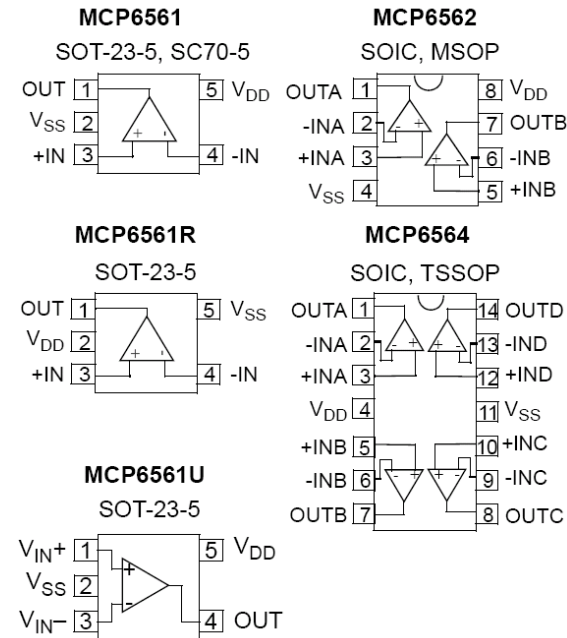 MCP6561
SOT-23-5, SC70-5
OUT 1 5 VDD
VSS 2
+IN 3 4 -IN
+ -
MCP6562
SOIC, MSOP
OUTA 1 8 VDD
-INA 2 7 OUTB
+INA 3 6 -INB
VSS 4 5 +INB
- +
+ -
MCP6561R
SOT-23-5
OUT 1 5 VSS
VDD 2
+IN 3 4 -IN
+ -
MCP6564
SOIC, TSSOP
OUTA 1 14 OUTD
-INA 2 13 -IND
+INA 3 12 +IND
VDD 4 11 VSS
+INB 5 10 +INC
-INB 6 9 -INC
OUTB 7 8 OUTC
- + + -
- + + -
MCP6561U
SOT-23-5
VIN+ 1 5 VDD
VSS 2
VIN– 3 4 OUT
+
-